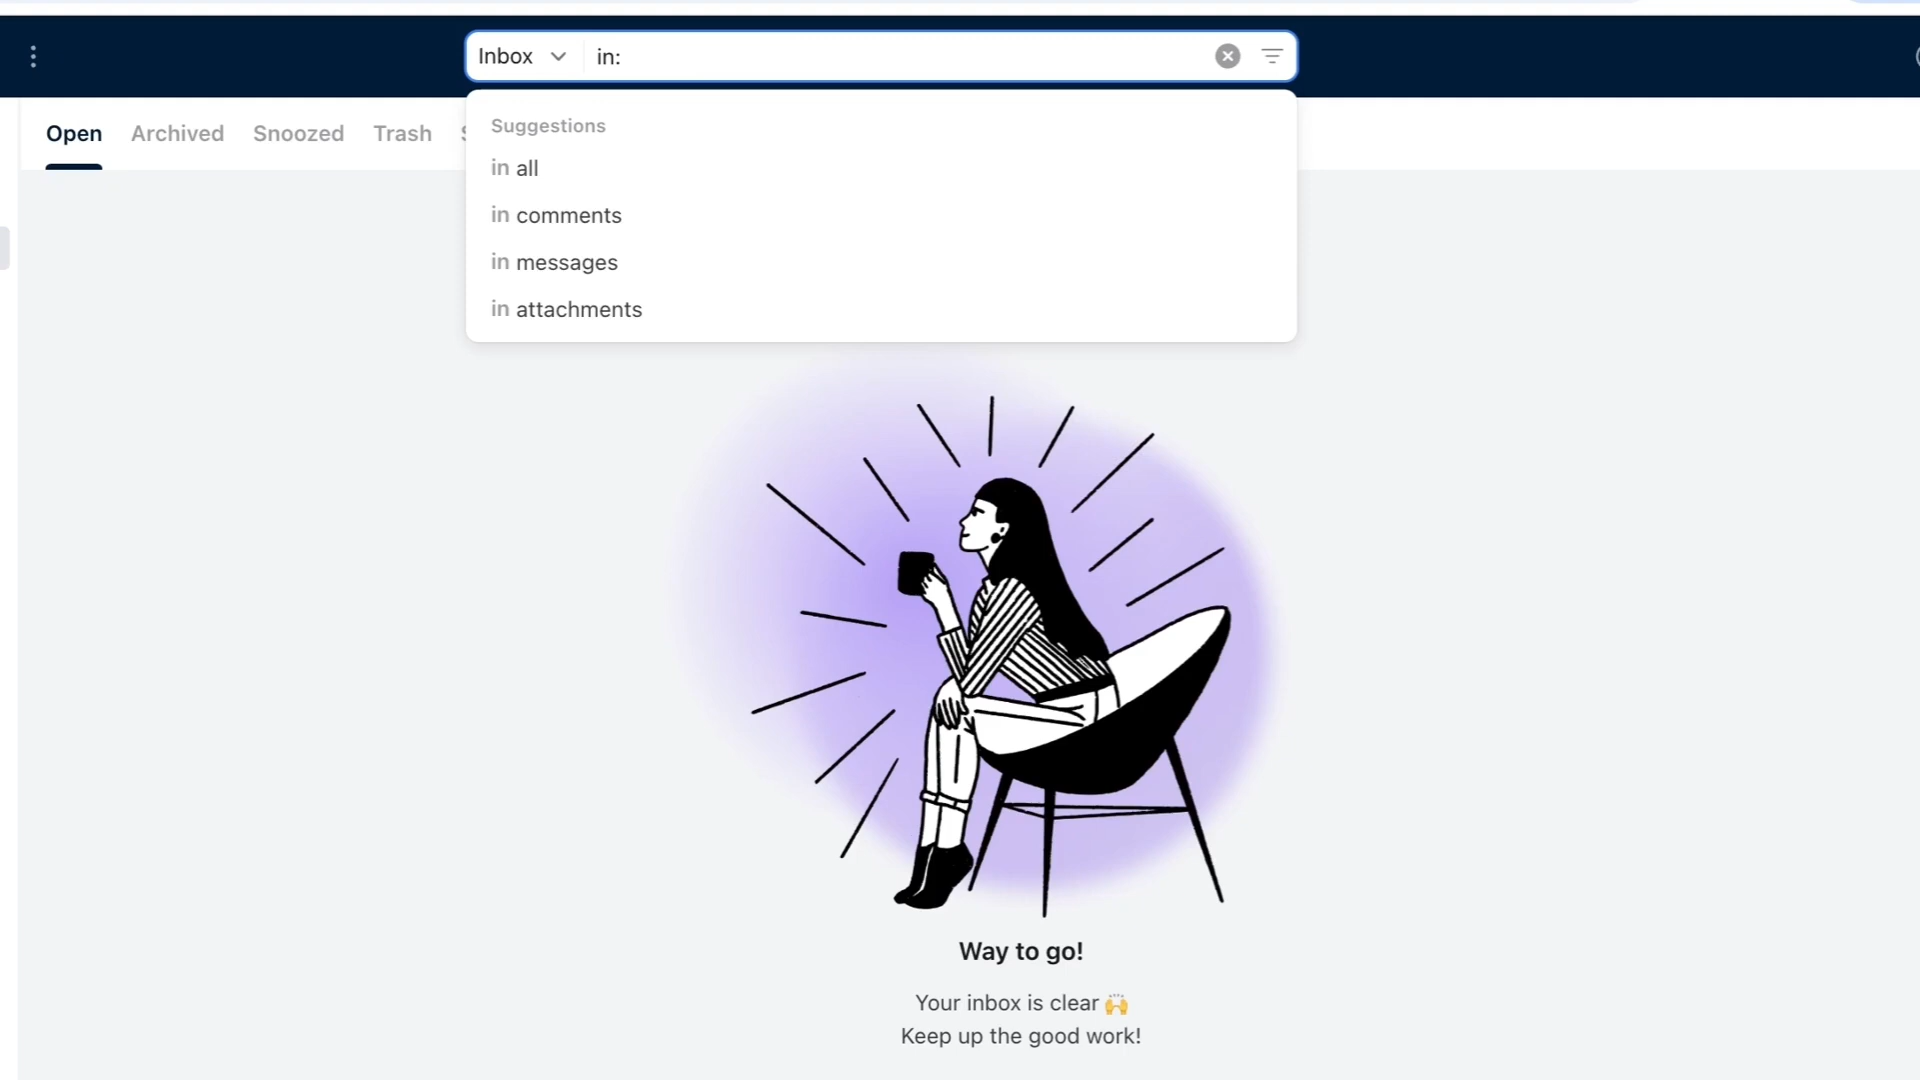 Inbox in:
Open Archived Snoozed Trash
Suggestions
in all
in comments
in messages
in attachments
Way to go!
Your inbox is clear 🙌
Keep up the good work!